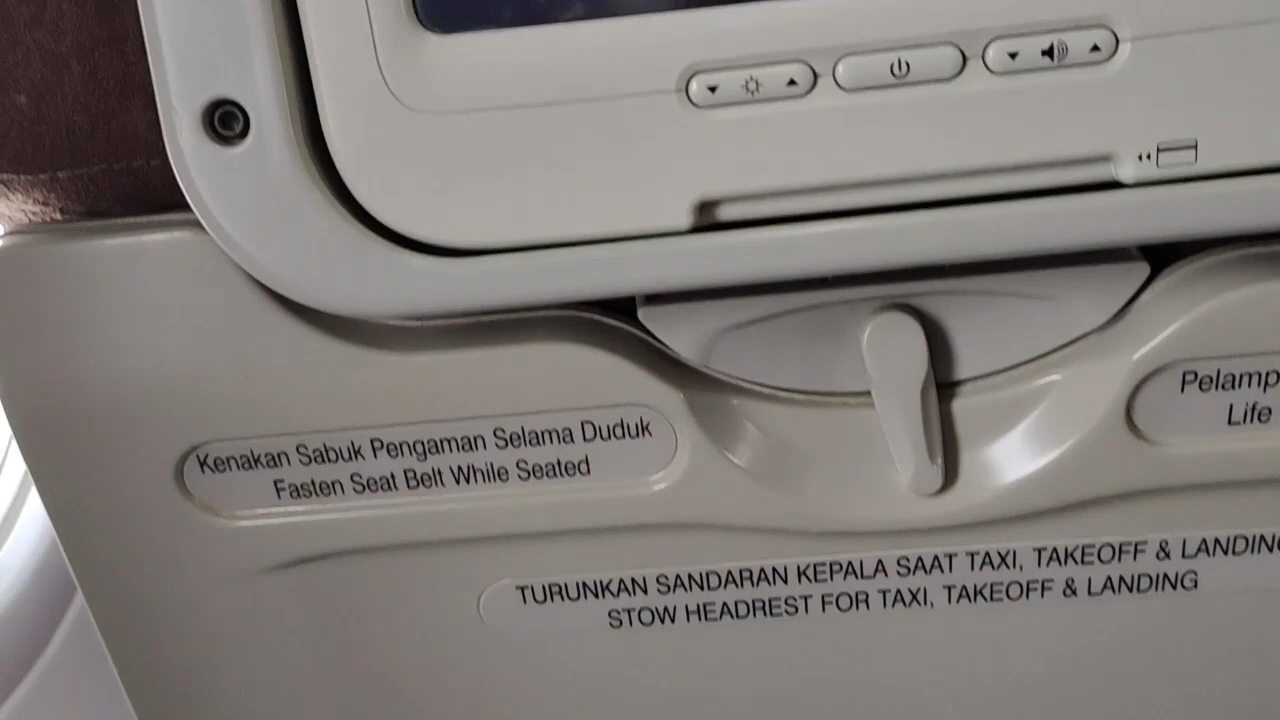 Kenakan Sabuk Pengaman Selama Duduk
Fasten Seat Belt While Seated
Life
TURUNKAN SANDARAN KEPALA SAAT TAXI, TAKEOFF & LANDING
STOW HEADREST FOR TAXI, TAKEOFF & LANDING